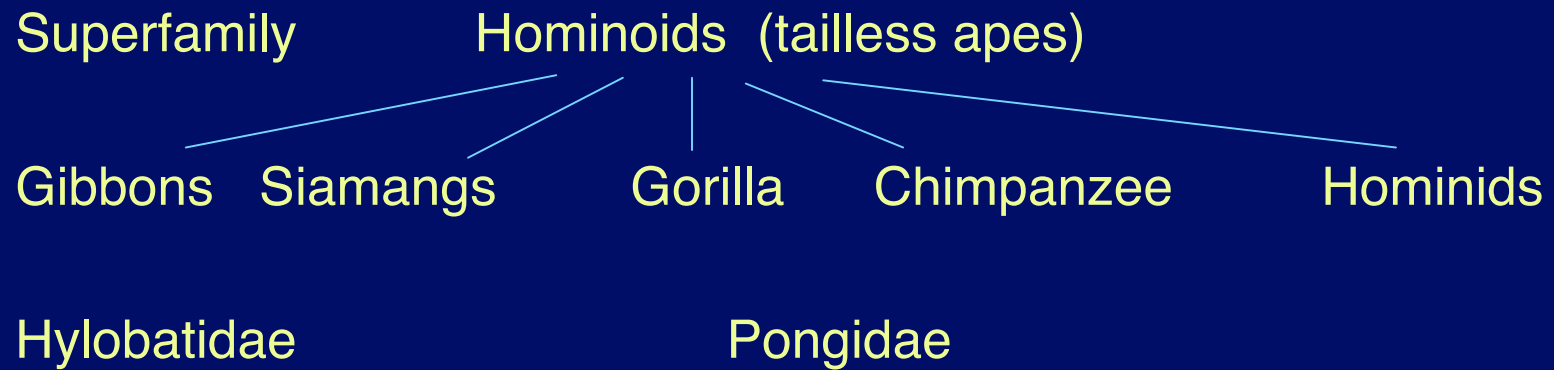 Superfamily Hominoids (tailless apes)
Gibbons Siamangs Gorilla Chimpanzee Hominids
Hylobatidae Pongidae